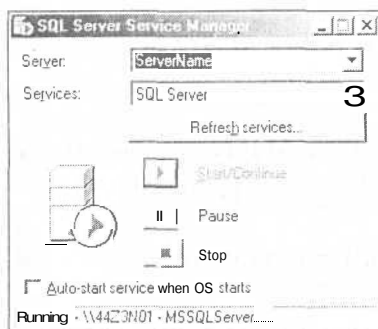 SQL Server Service Manager
Server: ServerName
Services: SQL Server 3
Refresh services...
Start/Continue
Pause
Stop
Auto-start service when OS starts
Running - \\44Z3N01 - MSSQLServer